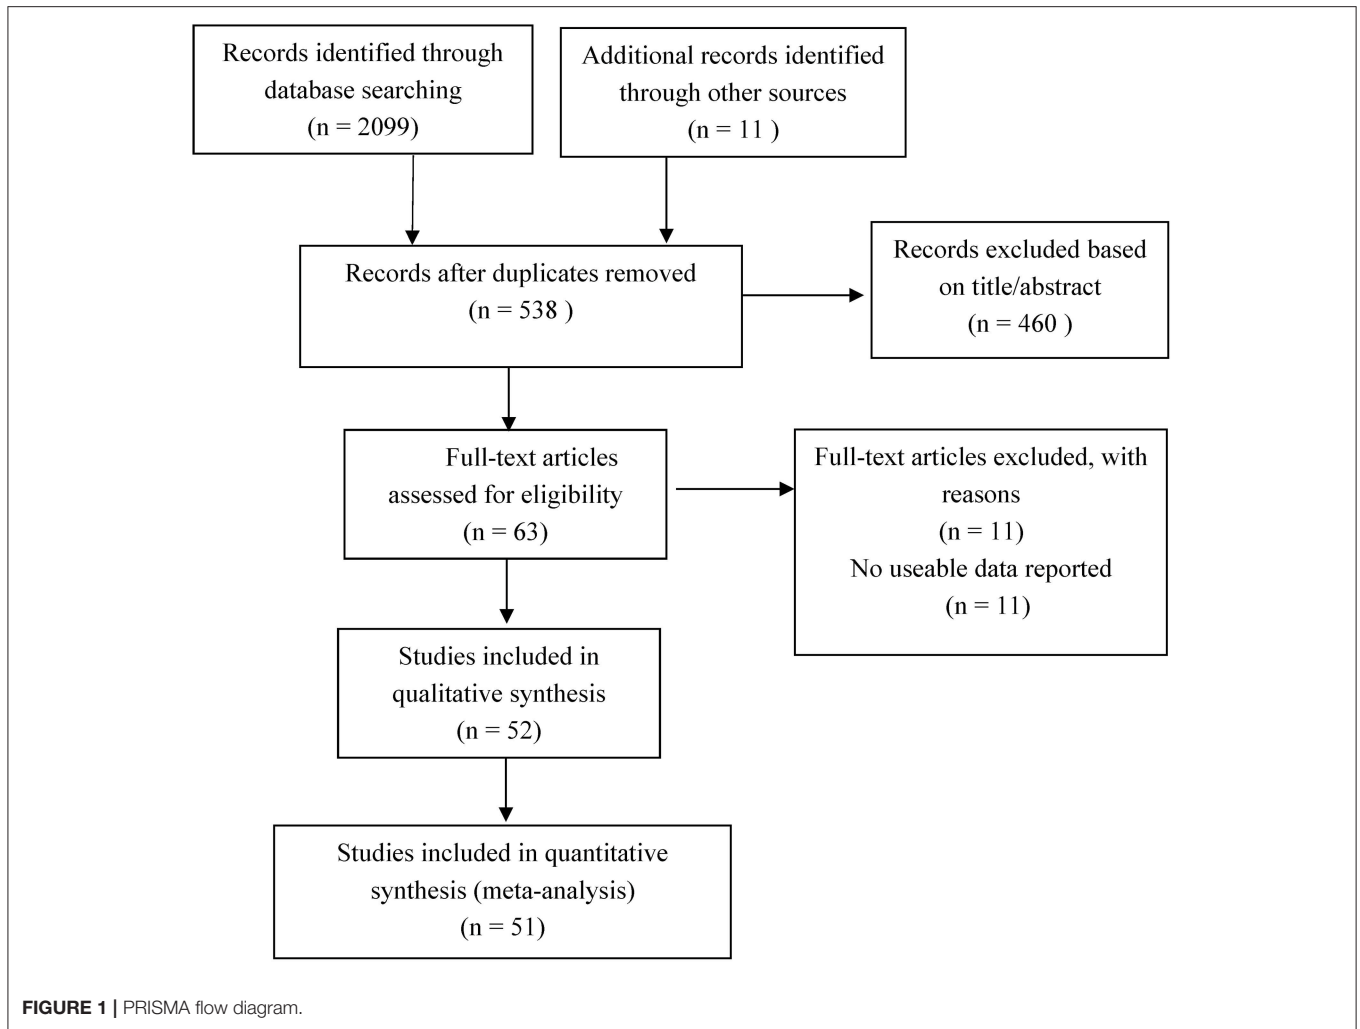 Records identified through
database searching
(n = 2099)
Additional records identified
through other sources
(n = 11 )
Records after duplicates removed
(n = 538 )
Records excluded based
on title/abstract
(n = 460 )
Full-text articles
assessed for eligibility
(n = 63)
Full-text articles excluded, with
reasons
(n = 11)
No useable data reported
(n = 11)
Studies included in
qualitative synthesis
(n = 52)
Studies included in quantitative
synthesis (meta-analysis)
(n = 51)
FIGURE 1 | PRISMA flow diagram.